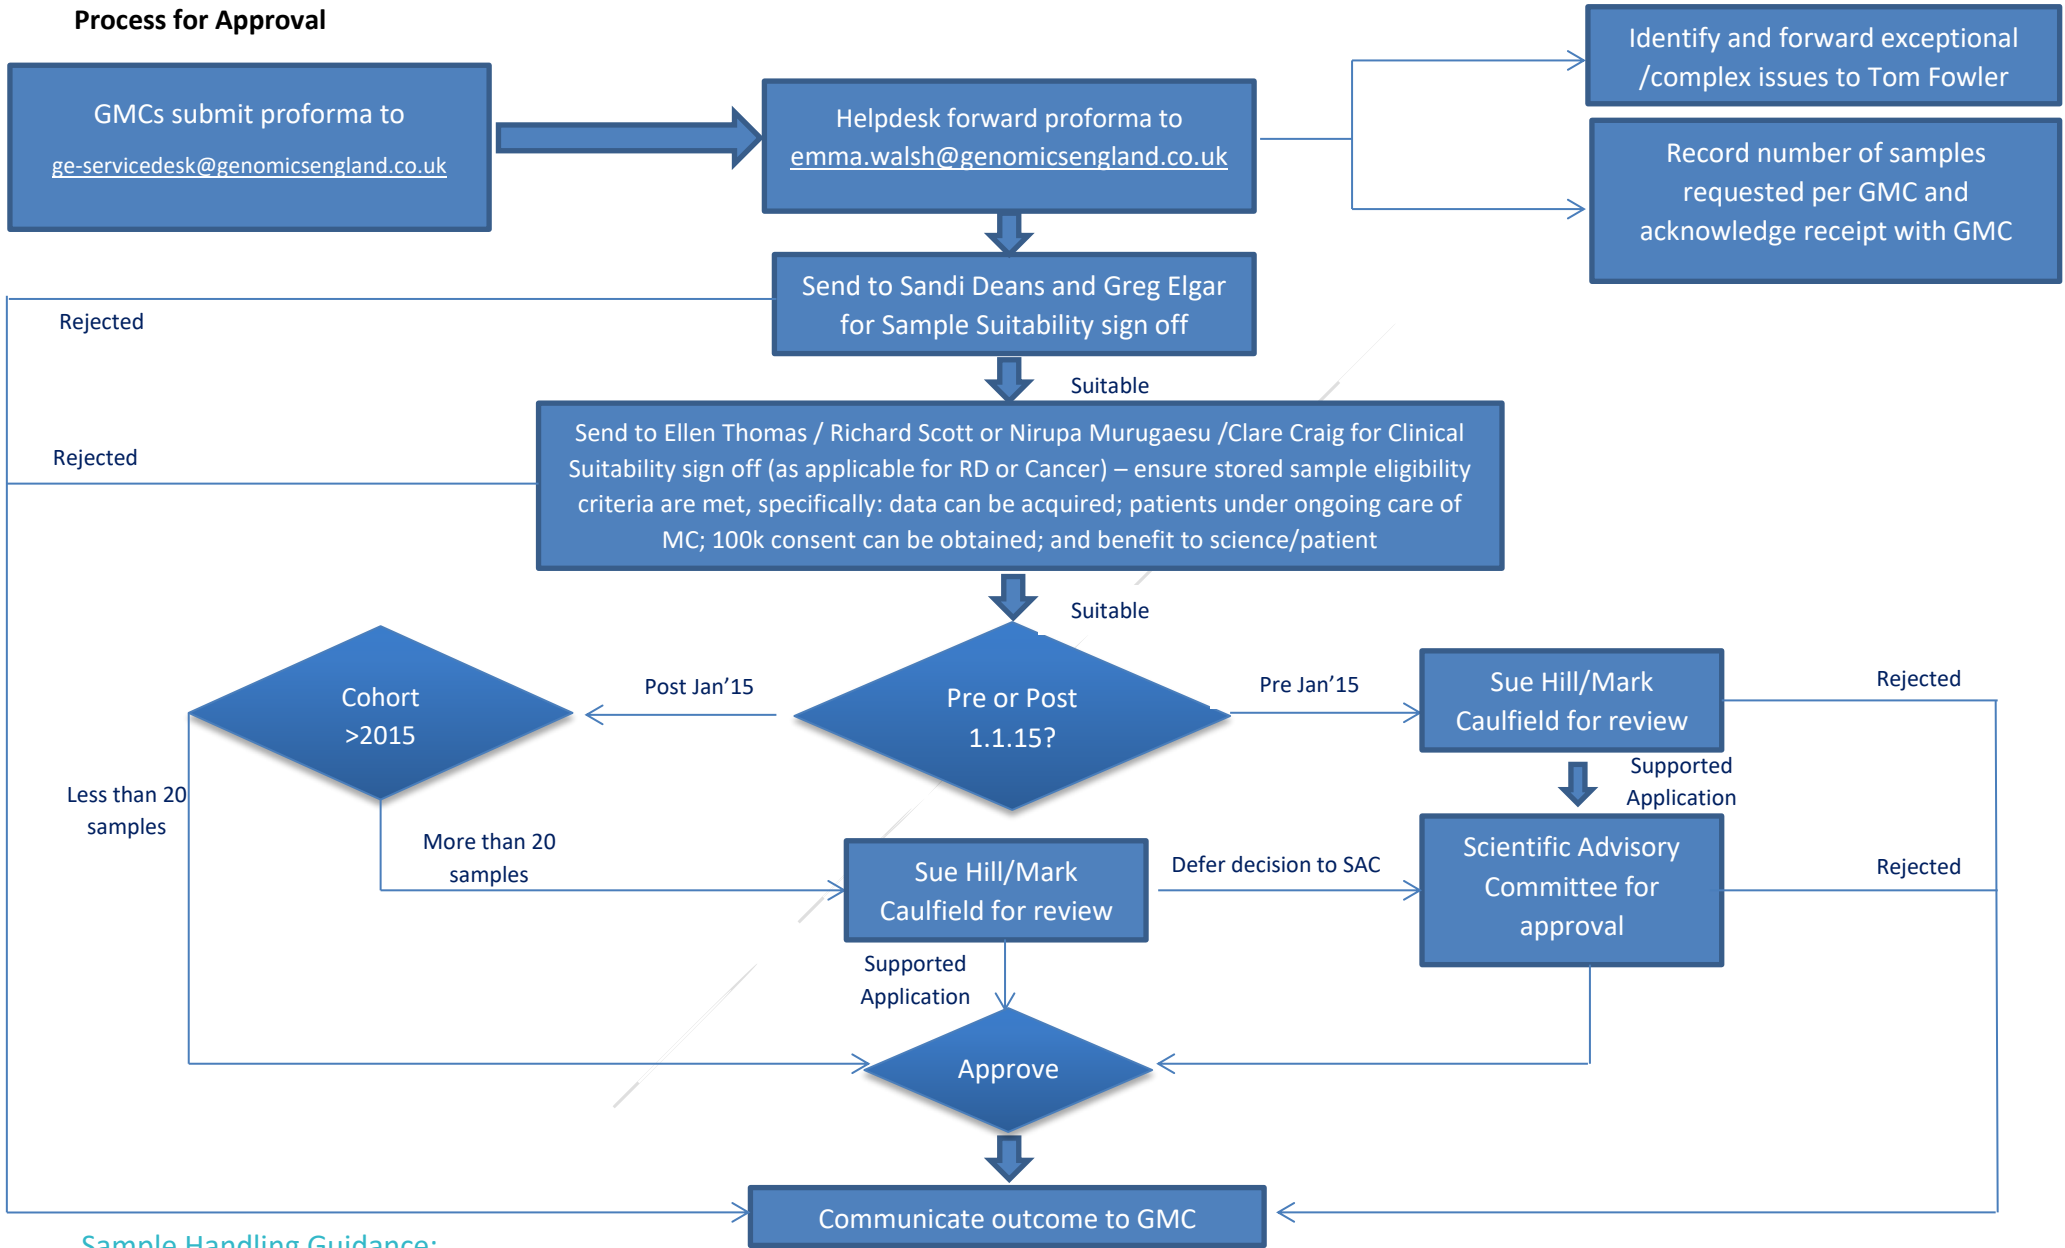 Process for Approval
GMCs submit proforma to
ge-servicedesk@genomicsengland.co.uk
Helpdesk forward proforma to
emma.walsh@genomicsengland.co.uk
Identify and forward exceptional
/complex issues to Tom Fowler
Record number of samples
requested per GMC and
acknowledge receipt with GMC
Send to Sandi Deans and Greg Elgar
for Sample Suitability sign off
Rejected
Suitable
Send to Ellen Thomas / Richard Scott or Nirupa Murugaesu /Clare Craig for Clinical
Suitability sign off (as applicable for RD or Cancer) – ensure stored sample eligibility
criteria are met, specifically: data can be acquired; patients under ongoing care of
MC; 100k consent can be obtained; and benefit to science/patient
Rejected
Suitable
Pre or Post
1.1.15?
Post Jan’15
Cohort
>2015
Pre Jan’15
Sue Hill/Mark
Caulfield for review
Rejected
Supported
Application
Less than 20
samples
More than 20
samples
Sue Hill/Mark
Caulfield for review
Defer decision to SAC
Scientific Advisory
Committee for
approval
Rejected
Supported
Application
Approve
Communicate outcome to GMC
Sample Handling Guidance: